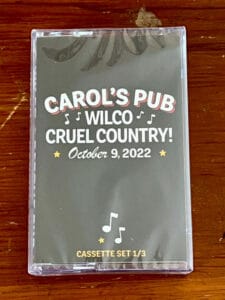 CAROL'S PUB
WILCO
CRUEL COUNTRY!
October 9, 2022
CASSETTE SET 1/3